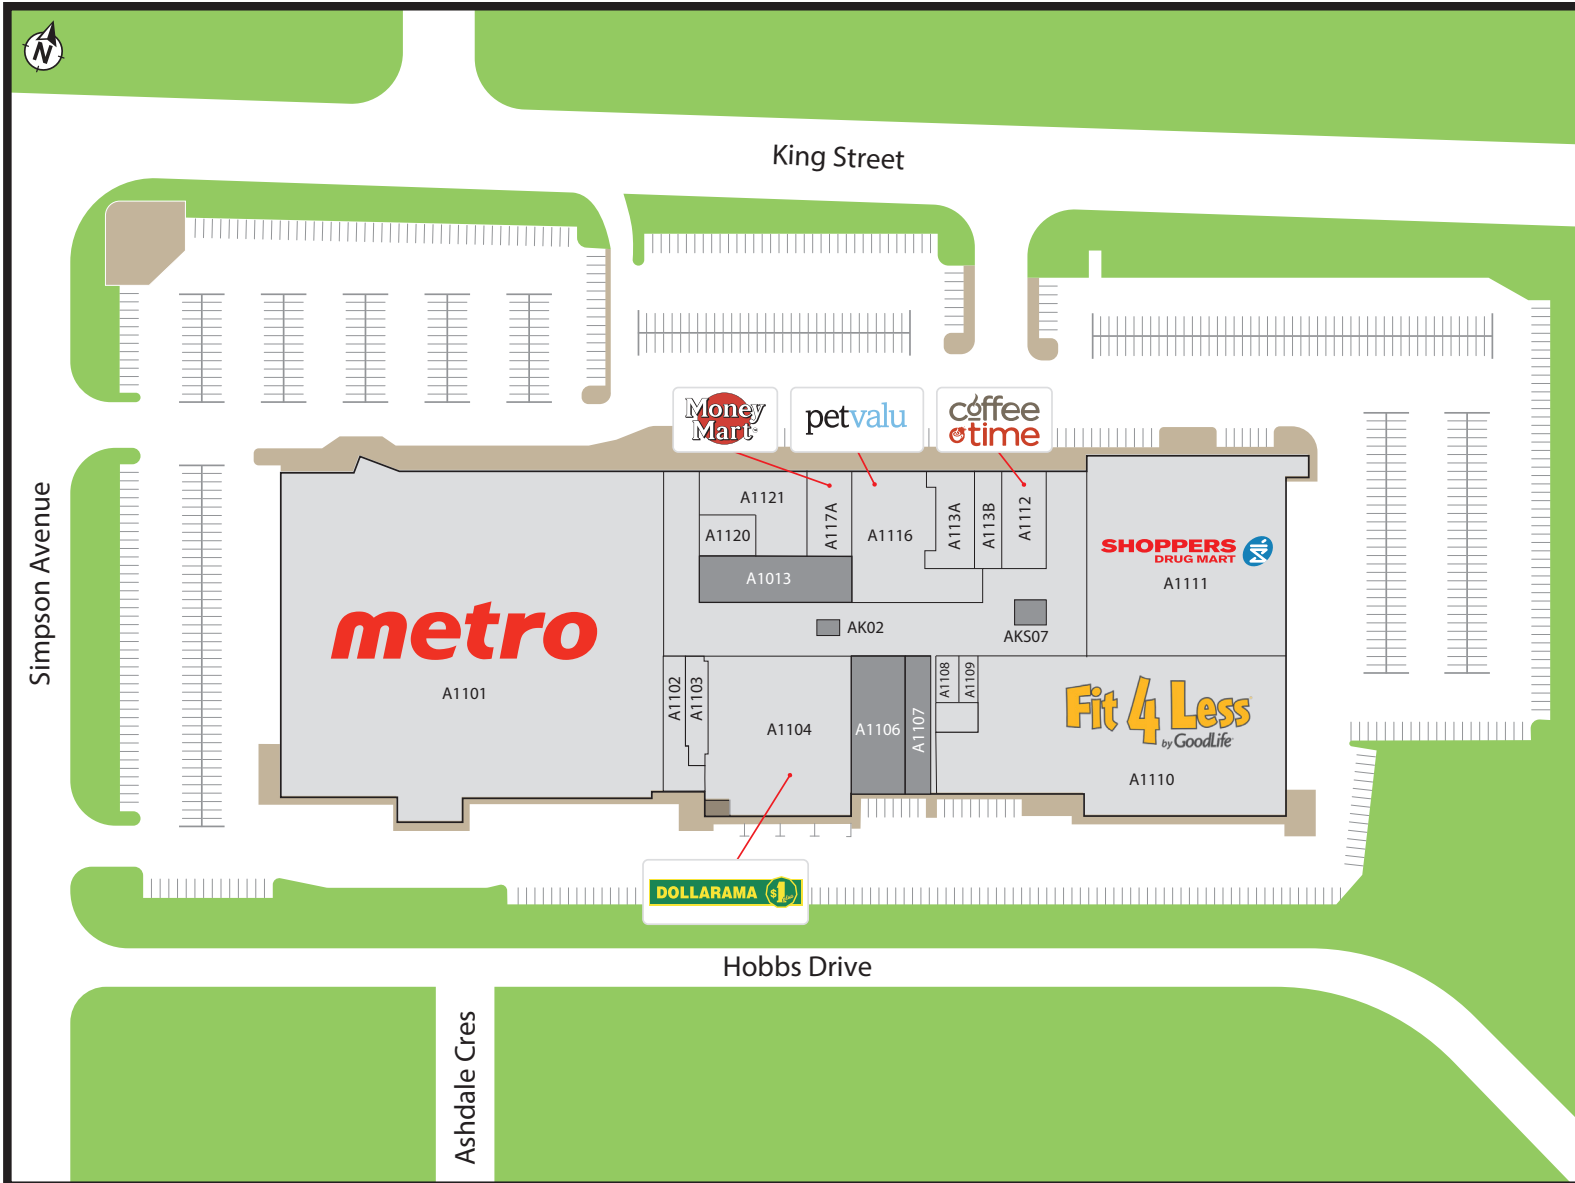 N
King Street
Simpson Avenue
Money
Mart
petvalu
coffee
time
A1121
A1120
A117A
A1116
A113A
A113B
A1112
A1013
SHOPPERS
DRUG MART
A1111
AK02
AKS07
metro
A1101
A1102
A1103
A1104
A1106
A1107
A1108
A1109
Fit 4 Less
by GoodLife
A1110
DOLLARAMA $1
Hobbs Drive
Ashdale Cres